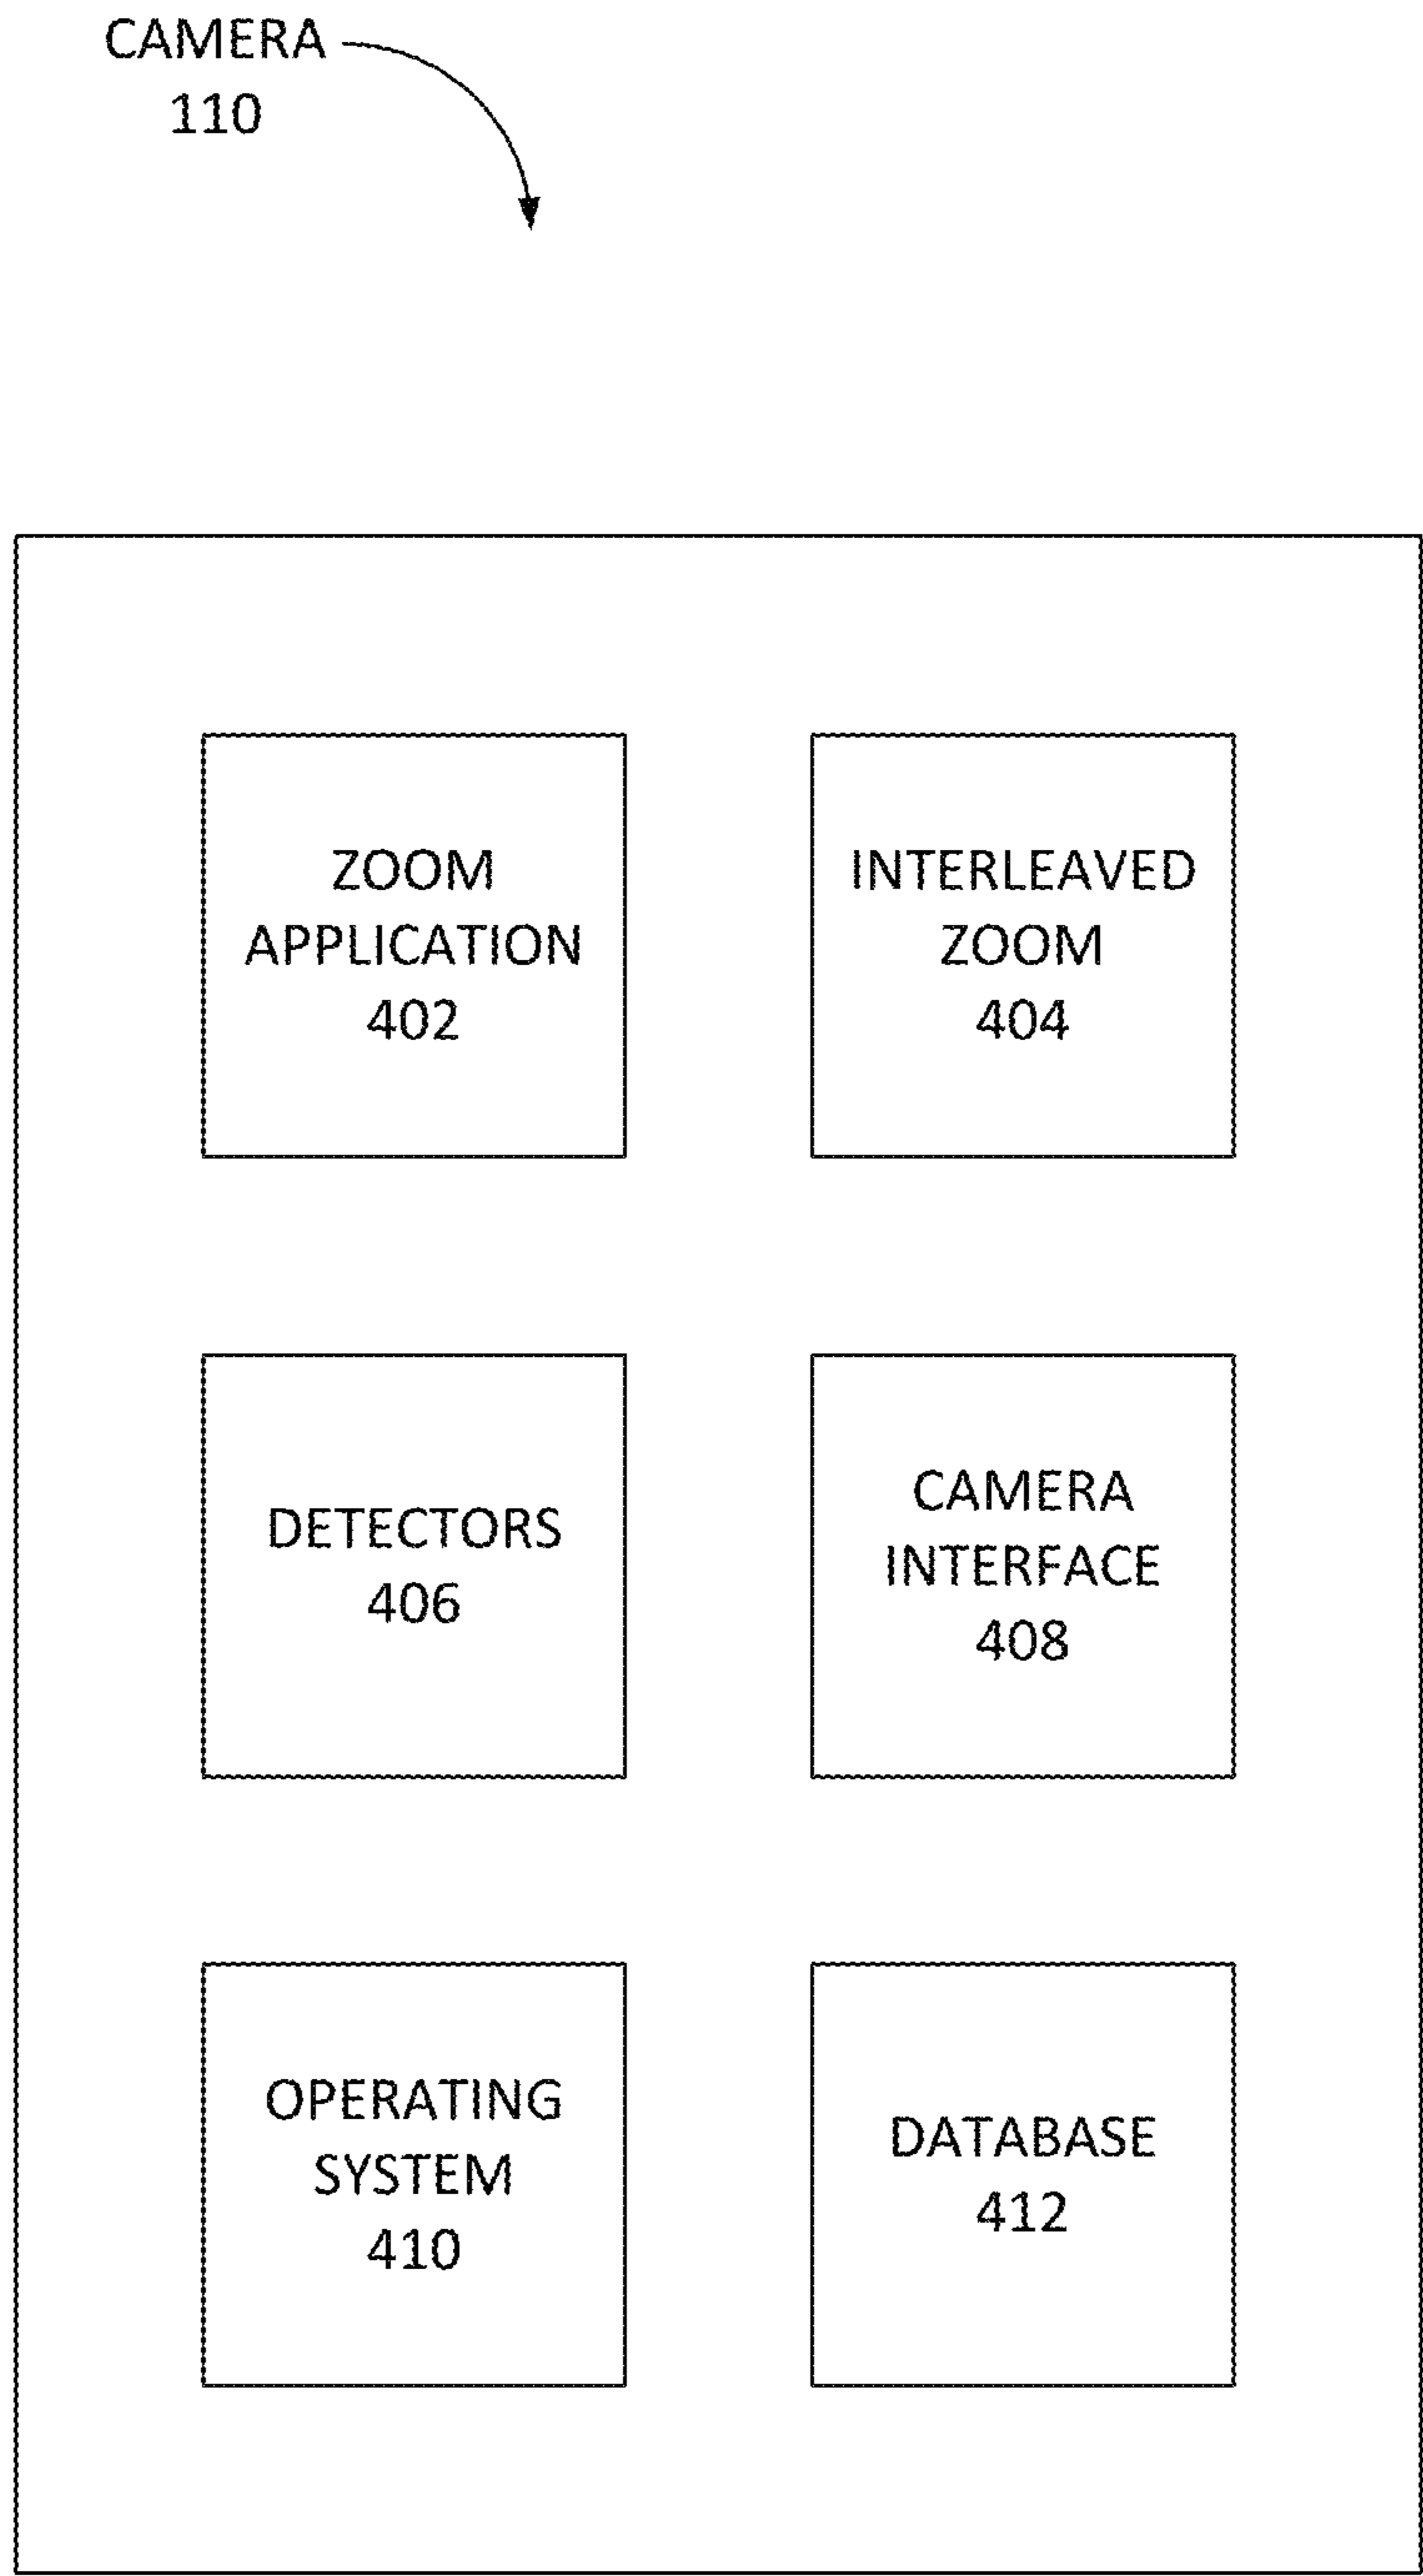 CAMERA
110
ZOOM
APPLICATION
402
INTERLEAVED
ZOOM
404
DETECTORS
406
CAMERA
INTERFACE
408
OPERATING
SYSTEM
410
DATABASE
412